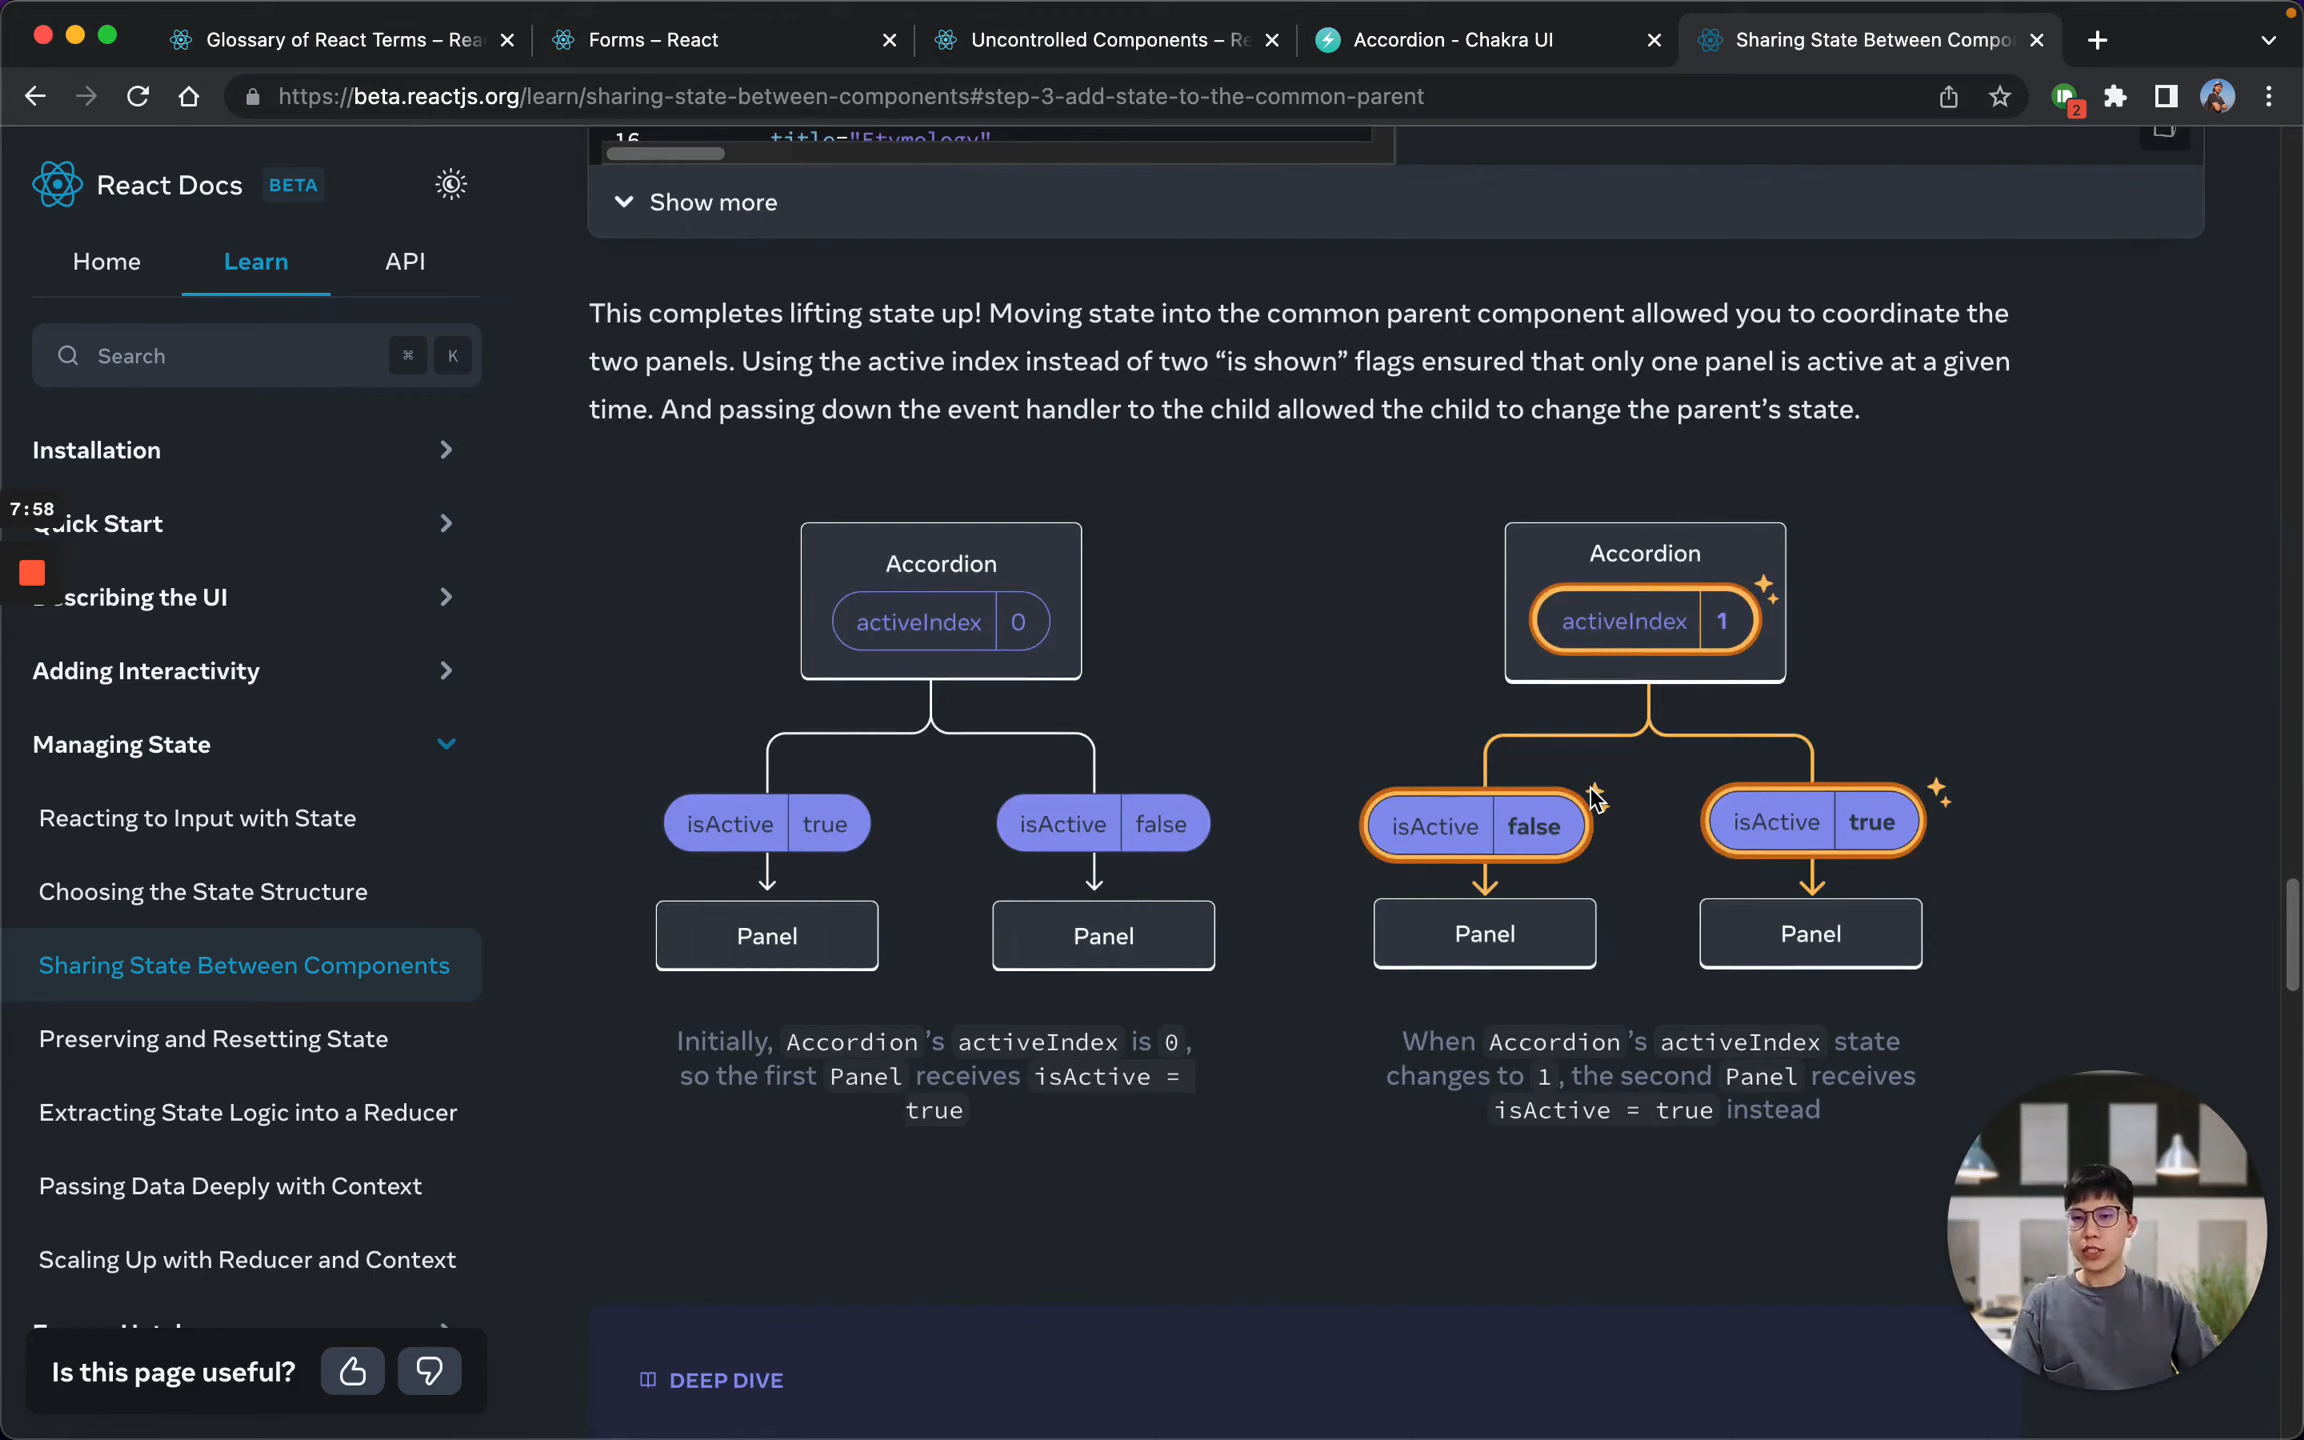 Glossary of React Terms – Rea
Forms – React
Uncontrolled Components – Re
Accordion - Chakra UI
Sharing State Between Compo
https://beta.reactjs.org/learn/sharing-state-between-components#step-3-add-state-to-the-common-parent
2
React Docs BETA
Home Learn API
Search ⌘ K
Installation
7:58
Quick Start
Describing the UI
Adding Interactivity
Managing State
Reacting to Input with State
Choosing the State Structure
Sharing State Between Components
Preserving and Resetting State
Extracting State Logic into a Reducer
Passing Data Deeply with Context
Scaling Up with Reducer and Context
Is this page useful?
16 title="Etymology"
Show more
This completes lifting state up! Moving state into the common parent component allowed you to coordinate the
two panels. Using the active index instead of two “is shown” flags ensured that only one panel is active at a given
time. And passing down the event handler to the child allowed the child to change the parent’s state.
Accordion
activeIndex 0
isActive true
isActive false
Panel
Panel
Initially, Accordion’s activeIndex is 0,
so the first Panel receives isActive =
true
Accordion
activeIndex 1
isActive false
isActive true
Panel
Panel
When Accordion’s activeIndex state
changes to 1, the second Panel receives
isActive = true instead
DEEP DIVE